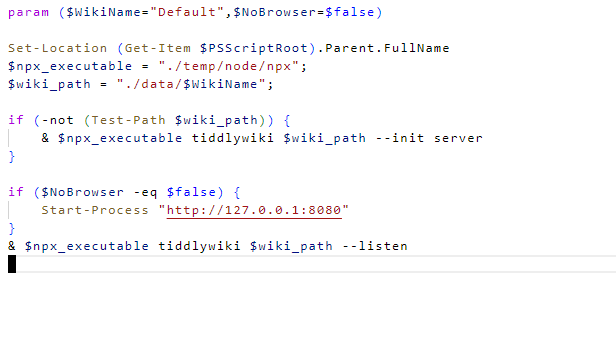 param ($WikiName="Default",$NoBrowser=$false)
Set-Location (Get-Item $PSScriptRoot).Parent.FullName
$npx_executable = "./temp/node/npx";
$wiki_path = "./data/$WikiName";
if (-not (Test-Path $wiki_path)) {
& $npx_executable tiddlywiki $wiki_path --init server
}
if ($NoBrowser -eq $false) {
Start-Process "http://127.0.0.1:8080"
}
& $npx_executable tiddlywiki $wiki_path --listen